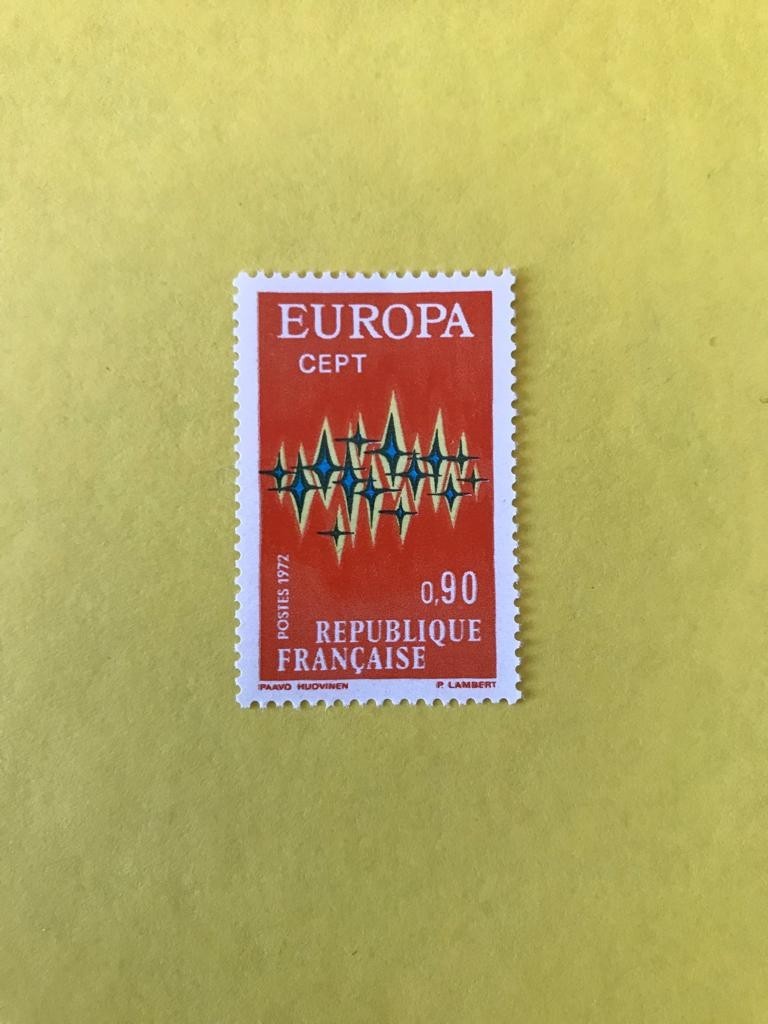 EUROPA
CEPT
POSTES 1972
0,90
REPUBLIQUE
FRANÇAISE
PAAVO HUOVINEN
P. LAMBERT